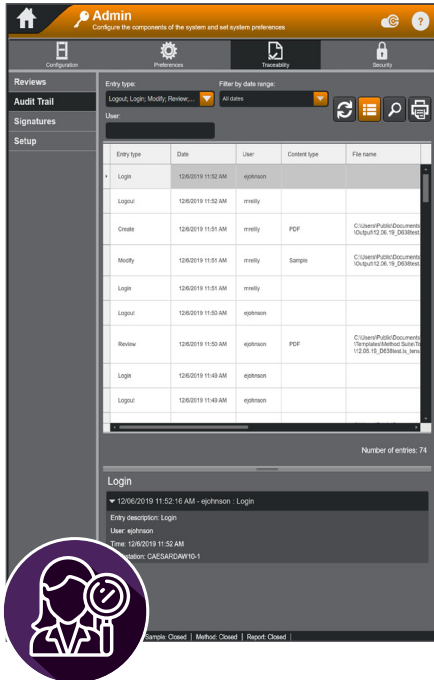 Admin
Configure the components of the system and set system preferences
?
Configuration
Preferences
Traceability
Security
Reviews
Audit Trail
Signatures
Setup
Entry type:
Filter by date range:
Logout; Login; Modify; Review;...
All dates
User:
Entry type Date User Content type File name
Login 12/6/2019 11:52 AM ejohnson
Logout 12/6/2019 11:52 AM mreilly
Create 12/6/2019 11:51 AM mreilly PDF C:\Users\Public\Documents
\Output\12.06.19_D638test.
Modify 12/6/2019 11:51 AM mreilly Sample C:\Users\Public\Documents
\Output\12.06.19_D638test.
Login 12/6/2019 11:51 AM mreilly
Logout 12/6/2019 11:50 AM ejohnson
Review 12/6/2019 11:50 AM ejohnson PDF C:\Users\Public\Documents
\Templates\Method Suite\To
\12.05.19_D638test.is_tens
Login 12/6/2019 11:49 AM ejohnson
Logout 12/6/2019 11:49 AM ejohnson
Number of entries: 74
Login
12/06/2019 11:52:16 AM - ejohnson : Login
Entry description: Login
User: ejohnson
Time: 12/6/2019 11:52 AM
station: CAESARDAW10-1
Sample: Closed | Method: Closed | Report: Closed |